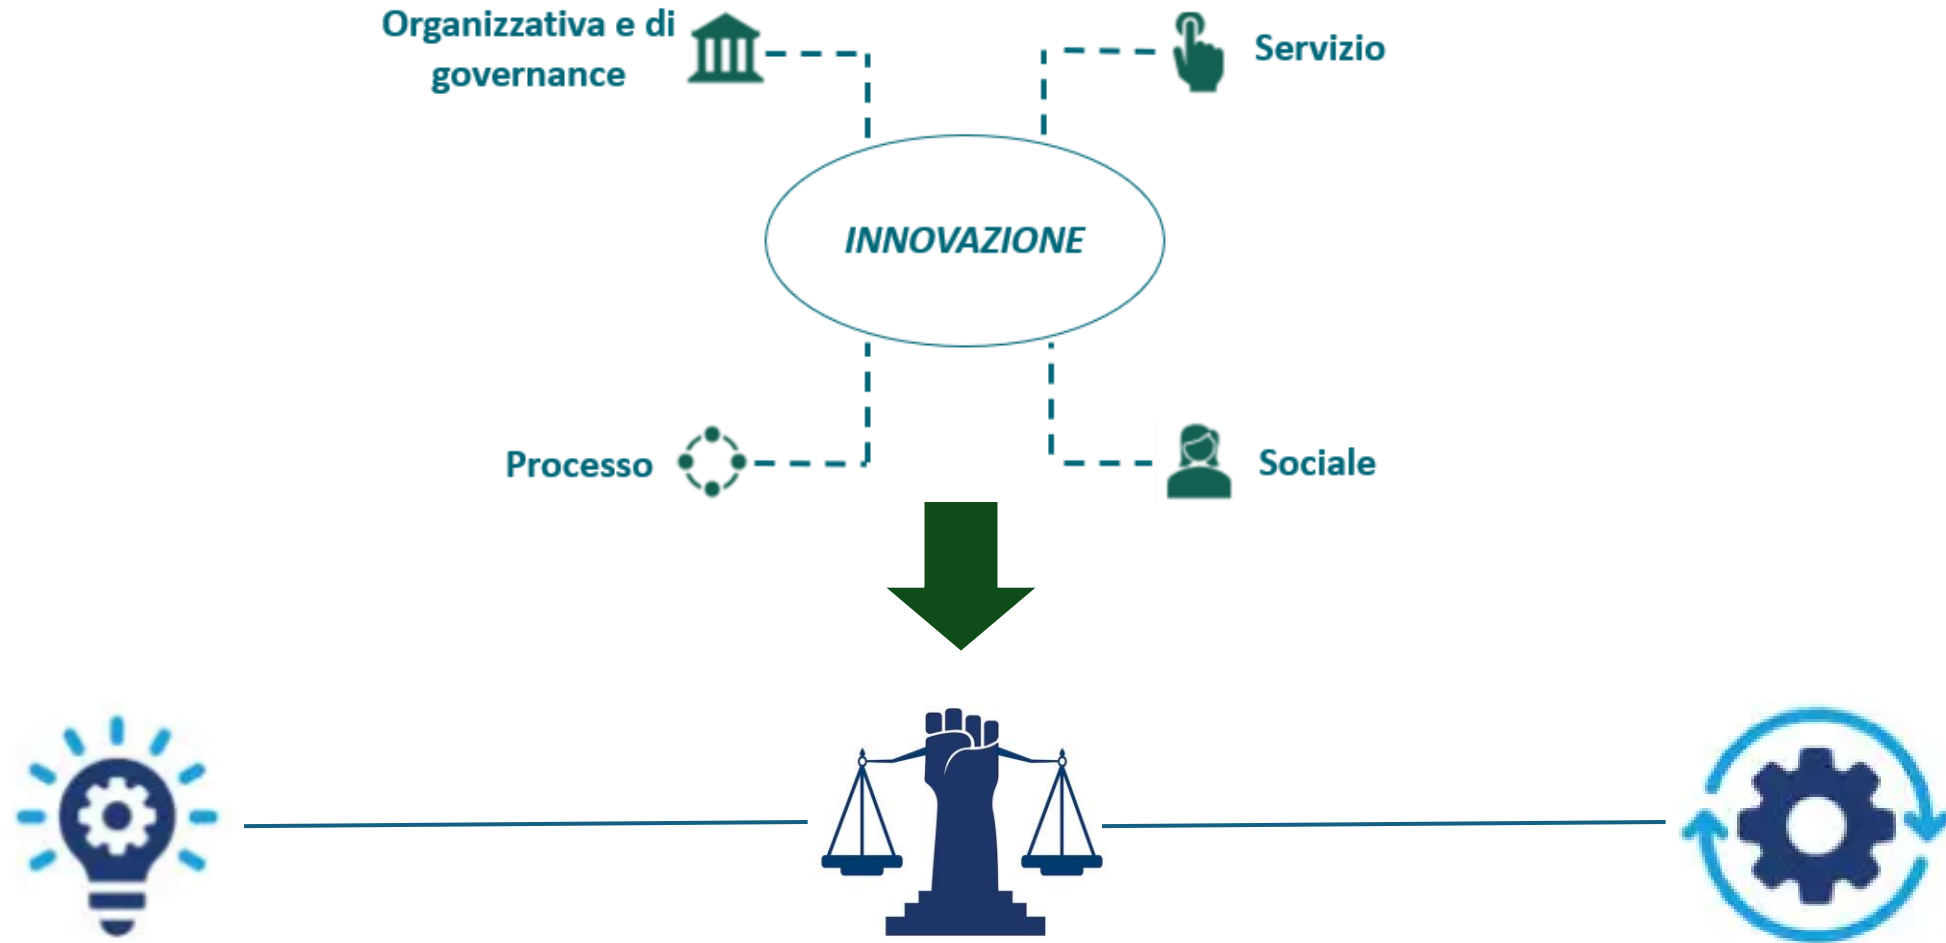 Organizzativa e di
governance
Servizio
INNOVAZIONE
Processo
Sociale